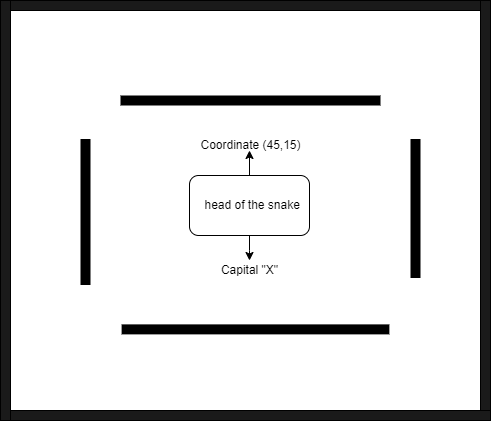 Coordinate (45,15)
head of the snake
Capital "X"